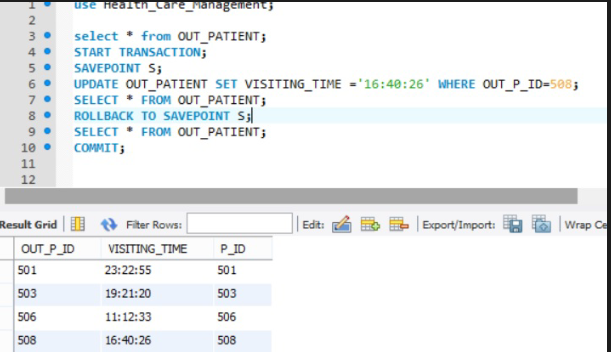 1 use Health_Care_Management;
2
3 select * from OUT_PATIENT;
4 START TRANSACTION;
5 SAVEPOINT S;
6 UPDATE OUT_PATIENT SET VISITING_TIME ='16:40:26' WHERE OUT_P_ID=508;
7 SELECT * FROM OUT_PATIENT;
8 ROLLBACK TO SAVEPOINT S;
9 SELECT * FROM OUT_PATIENT;
10 COMMIT;
11
12
Result Grid Filter Rows: Edit: Export/Import: Wrap Ce
OUT_P_ID VISITING_TIME P_ID
501 23:22:55 501
503 19:21:20 503
506 11:12:33 506
508 16:40:26 508